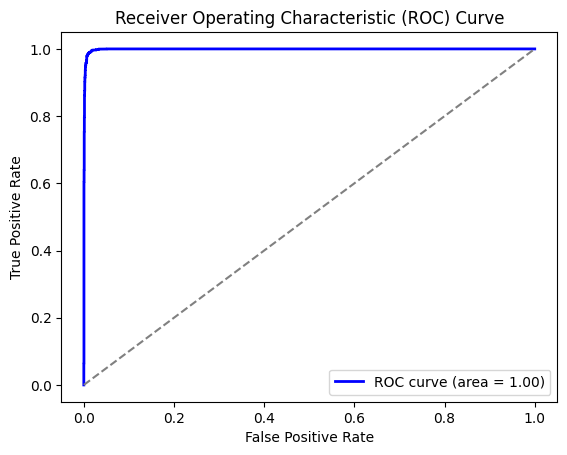 Receiver Operating Characteristic (ROC) Curve
1.0
0.8
0.6
0.4
0.2
0.0
True Positive Rate
ROC curve (area = 1.00)
0.0 0.2 0.4 0.6 0.8 1.0
False Positive Rate